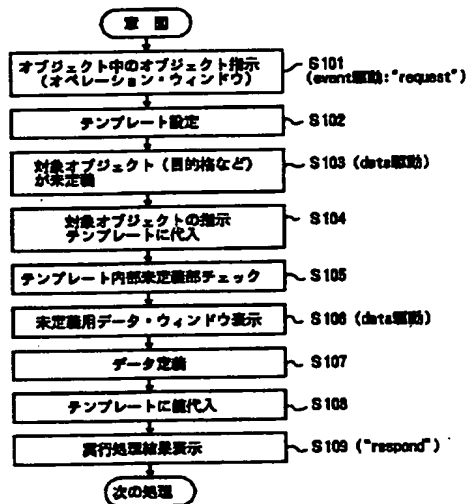 意図
オブジェクト中のオブジェクト指示
(オペレーション・ウィンドウ)
S101
(event駆動:"request")
テンプレート設定
S102
対象オブジェクト(目的格など)
が未定義
S103 (data駆動)
対象オブジェクトの指示
テンプレートに代入
S104
テンプレート内部未定義部チェック
S105
未定義用データ・ウィンドウ表示
S106 (data駆動)
データ定義
S107
テンプレートに値代入
S108
実行処理結果表示
S109 ("respond")
次の処理